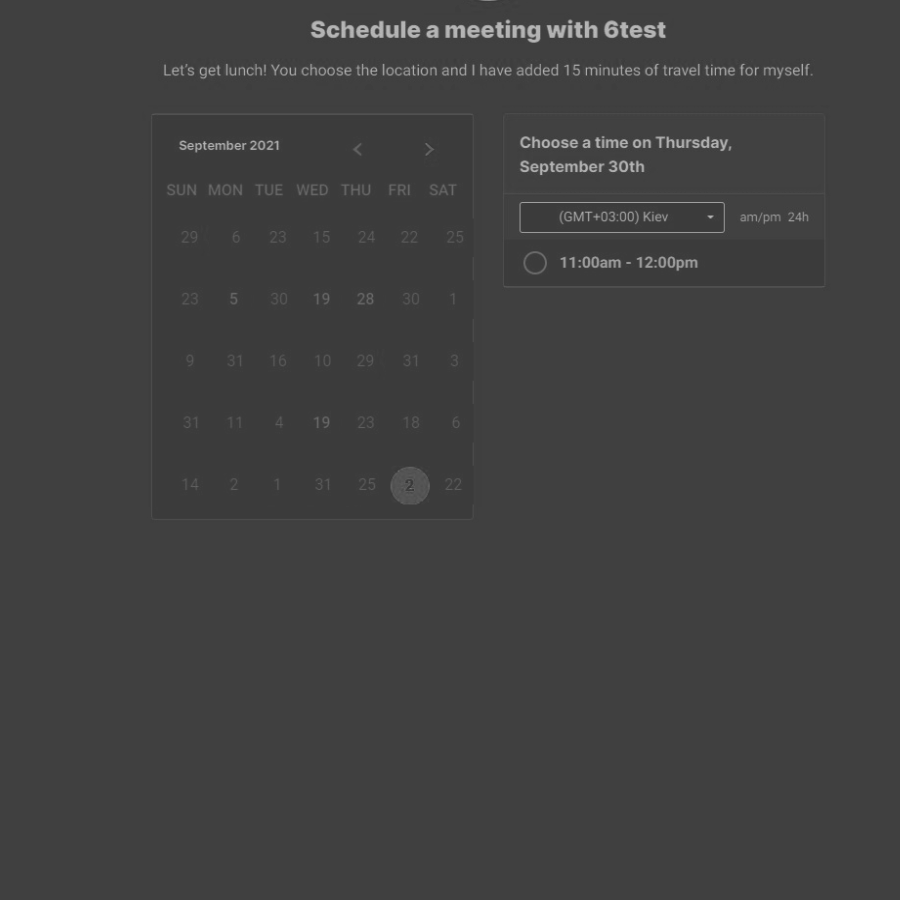 Schedule a meeting with 6test
Let's get lunch! You choose the location and I have added 15 minutes of travel time for myself.
September 2021
SUN MON TUE WED THU FRI SAT
29 6 23 15 24 22 25
23 5 30 19 28 30 1
9 31 16 10 29 31 3
31 11 4 19 23 18 6
14 2 1 31 25 2 22
Choose a time on Thursday,
September 30th
(GMT+03:00) Kiev am/pm 24h
11:00am - 12:00pm